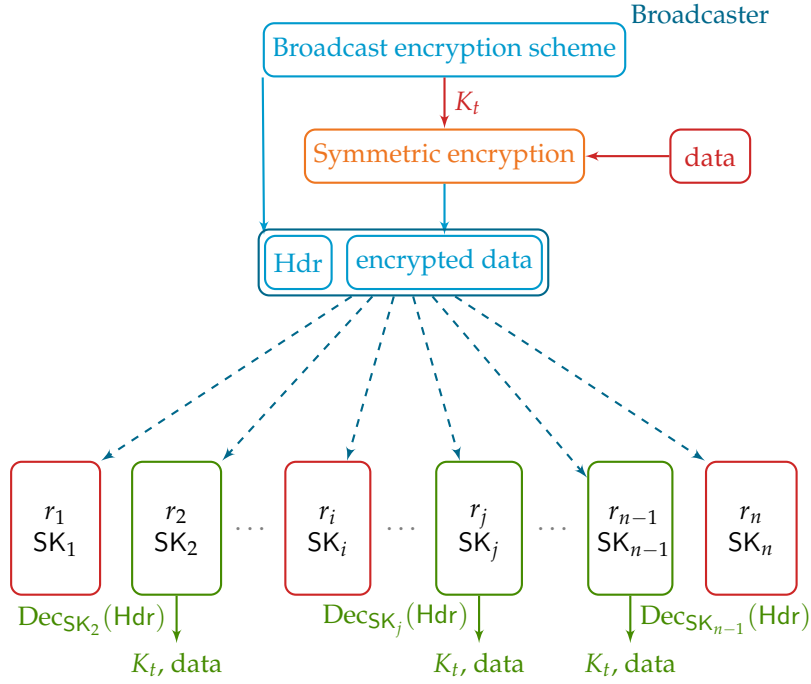 Broadcaster
Broadcast encryption scheme
K_t
Symmetric encryption
data
Hdr
encrypted data
r_1
SK_1
r_2
SK_2
...
r_i
SK_i
...
r_j
SK_j
...
r_{n−1}
SK_{n−1}
r_n
SK_n
Dec_{SK_2}(Hdr)
Dec_{SK_j}(Hdr)
Dec_{SK_{n−1}}(Hdr)
K_t, data
K_t, data
K_t, data